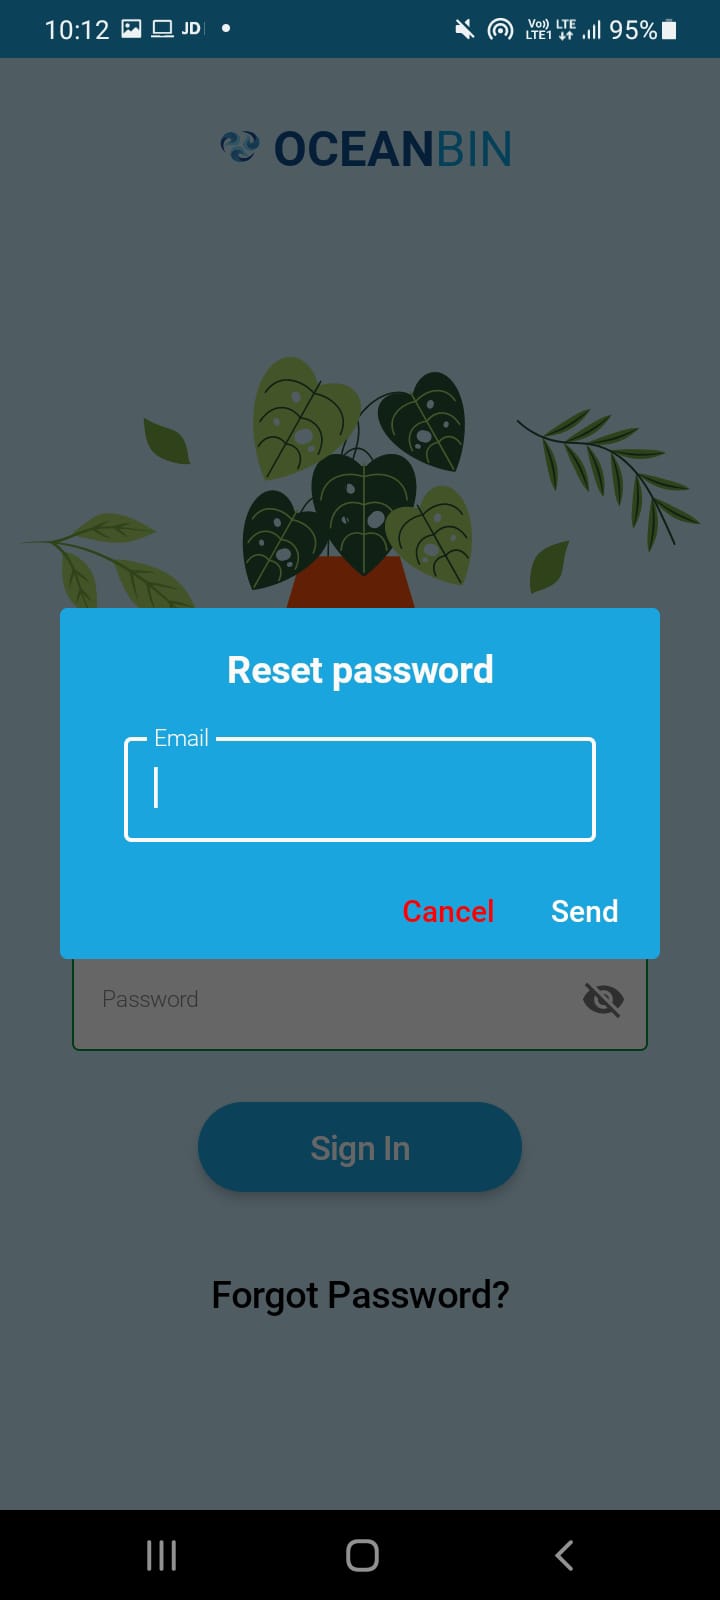 10:12 JD Vo)) LTE1 LTE 95%
OCEANBIN
Reset password
Email
Cancel Send
Password
Sign In
Forgot Password?